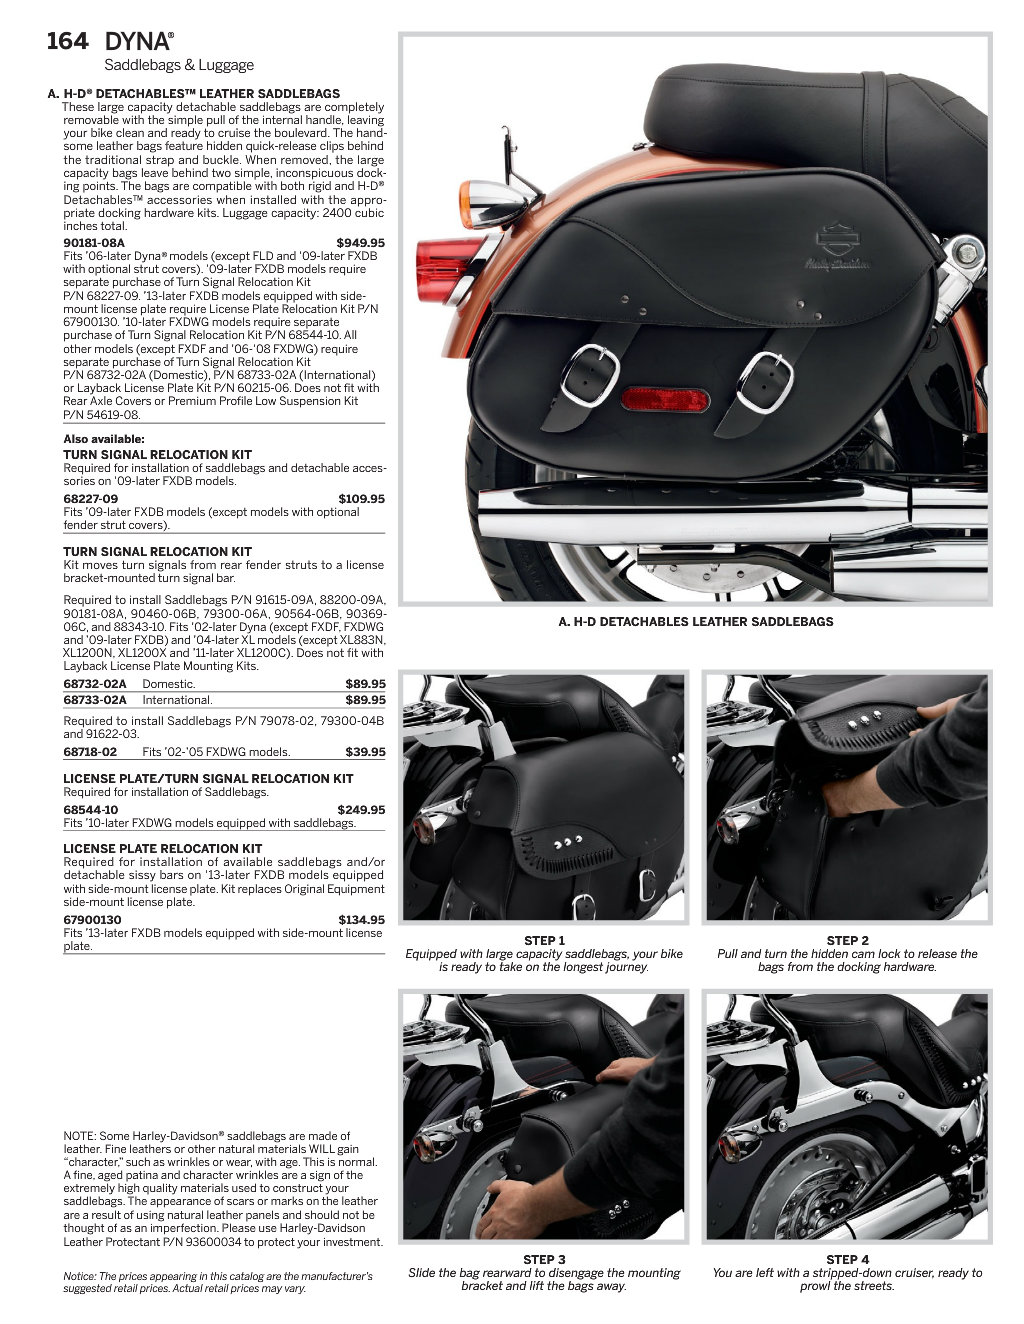 164 DYNA®
Saddlebags & Luggage
A. H-D® DETACHABLES™ LEATHER SADDLEBAGS
These large capacity detachable saddlebags are completely
removable with the simple pull of the internal handle, leaving
your bike clean and ready to cruise the boulevard. The hand-
some leather bags feature hidden quick-release clips behind
the traditional strap and buckle. When removed, the large
capacity bags leave behind two simple, inconspicuous dock-
ing points. The bags are compatible with both rigid and H-D®
Detachables™ accessories when installed with the appro-
priate docking hardware kits. Luggage capacity: 2400 cubic
inches total.
90181-08A $949.95
Fits '06-later Dyna® models (except FLD and '09-later FXDB
with optional strut covers). '09-later FXDB models require
separate purchase of Turn Signal Relocation Kit
P/N 68227-09. '13-later FXDB models equipped with side-
mount license plate require License Plate Relocation Kit P/N
67900130. '10-later FXDWG models require separate
purchase of Turn Signal Relocation Kit P/N 68544-10. All
other models (except FXDF and '06-'08 FXDWG) require
separate purchase of Turn Signal Relocation Kit
P/N 68732-02A (Domestic), P/N 68733-02A (International)
or Layback License Plate Kit P/N 60215-06. Does not fit with
Rear Axle Covers or Premium Profile Low Suspension Kit
P/N 54619-08.
Also available:
TURN SIGNAL RELOCATION KIT
Required for installation of saddlebags and detachable acces-
sories on '09-later FXDB models.
68227-09 $109.95
Fits '09-later FXDB models (except models with optional
fender strut covers).
TURN SIGNAL RELOCATION KIT
Kit moves turn signals from rear fender struts to a license
bracket-mounted turn signal bar.
Required to install Saddlebags P/N 91615-09A, 88200-09A,
90181-08A, 90460-06B, 79300-06A, 90564-06B, 90369-
06C, and 88343-10. Fits '02-later Dyna (except FXDF, FXDWG
and '09-later FXDB) and '04-later XL models (except XL883N,
XL1200N, XL1200X and '11-later XL1200C). Does not fit with
Layback License Plate Mounting Kits.
68732-02A Domestic. $89.95
68733-02A International. $89.95
Required to install Saddlebags P/N 79078-02, 79300-04B
and 91622-03.
68718-02 Fits '02-'05 FXDWG models. $39.95
LICENSE PLATE/TURN SIGNAL RELOCATION KIT
Required for installation of Saddlebags.
68544-10 $249.95
Fits '10-later FXDWG models equipped with saddlebags.
LICENSE PLATE RELOCATION KIT
Required for installation of available saddlebags and/or
detachable sissy bars on '13-later FXDB models equipped
with side-mount license plate. Kit replaces Original Equipment
side-mount license plate.
67900130 $134.95
Fits '13-later FXDB models equipped with side-mount license
plate.
NOTE: Some Harley-Davidson® saddlebags are made of
leather. Fine leathers or other natural materials WILL gain
“character,” such as wrinkles or wear, with age. This is normal.
A fine, aged patina and character wrinkles are a sign of the
extremely high quality materials used to construct your
saddlebags. The appearance of scars or marks on the leather
are a result of using natural leather panels and should not be
thought of as an imperfection. Please use Harley-Davidson
Leather Protectant P/N 93600034 to protect your investment.
Notice: The prices appearing in this catalog are the manufacturer's
suggested retail prices. Actual retail prices may vary.
Harley-Davidson
A. H-D DETACHABLES LEATHER SADDLEBAGS
STEP 1
Equipped with large capacity saddlebags, your bike
is ready to take on the longest journey.
STEP 2
Pull and turn the hidden cam lock to release the
bags from the docking hardware.
STEP 3
Slide the bag rearward to disengage the mounting
bracket and lift the bags away.
STEP 4
You are left with a stripped-down cruiser, ready to
prowl the streets.